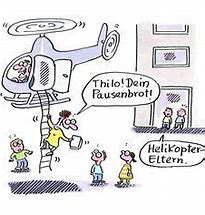 Thilo! Dein
Pausenbrot!
Helikopter-
Eltern.